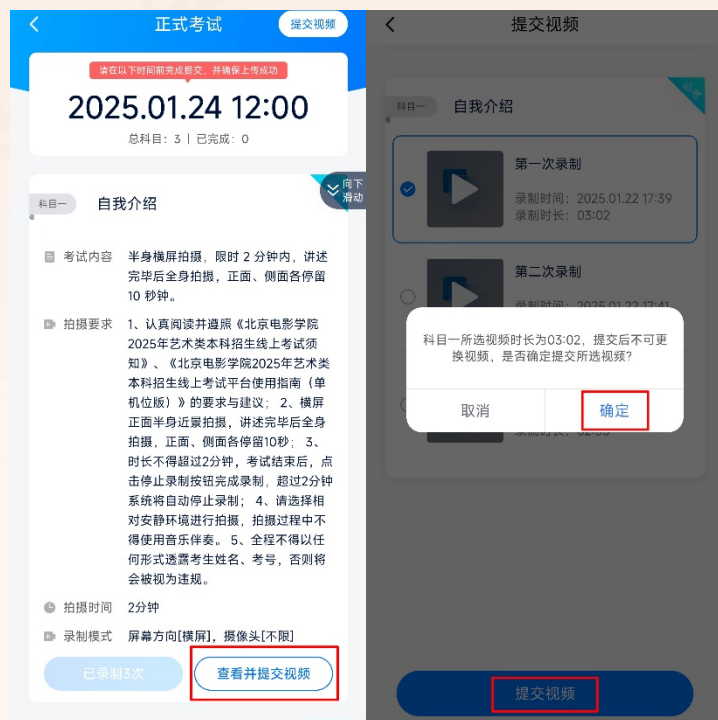 正式考试
提交视频
请在以下时间前完成提交，并确保上传成功
2025.01.24 12:00
总科目：3 | 已完成：0
向下
滑动
科目一
自我介绍
考试内容
半身横屏拍摄，限时 2 分钟内，讲述
完毕后全身拍摄，正面、侧面各停留
10 秒钟。
拍摄要求
1、认真阅读并遵照《北京电影学院
2025年艺术类本科招生线上考试须
知》、《北京电影学院2025年艺术类
本科招生线上考试平台使用指南（单
机位版）》的要求与建议； 2、横屏
正面半身近景拍摄，讲述完毕后全身
拍摄，正面、侧面各停留10秒； 3、
时长不得超过2分钟，考试结束后，点
击停止录制按钮完成录制，超过2分钟
系统将自动停止录制； 4、请选择相
对安静环境进行拍摄，拍摄过程中不
得使用音乐伴奏。 5、全程不得以任
何形式透露考生姓名、考号，否则将
会被视为违规。
拍摄时间
2分钟
录制模式
屏幕方向[横屏]，摄像头[不限]
已录制3次
查看并提交视频
提交视频
必考
科目一
自我介绍
第一次录制
录制时间：2025.01.22 17:39
录制时长：03:02
第二次录制
录制时间：2025.01.22 17:41
科目一所选视频时长为03:02，提交后不可更
换视频，是否确定提交所选视频?
取消
确定
提交视频